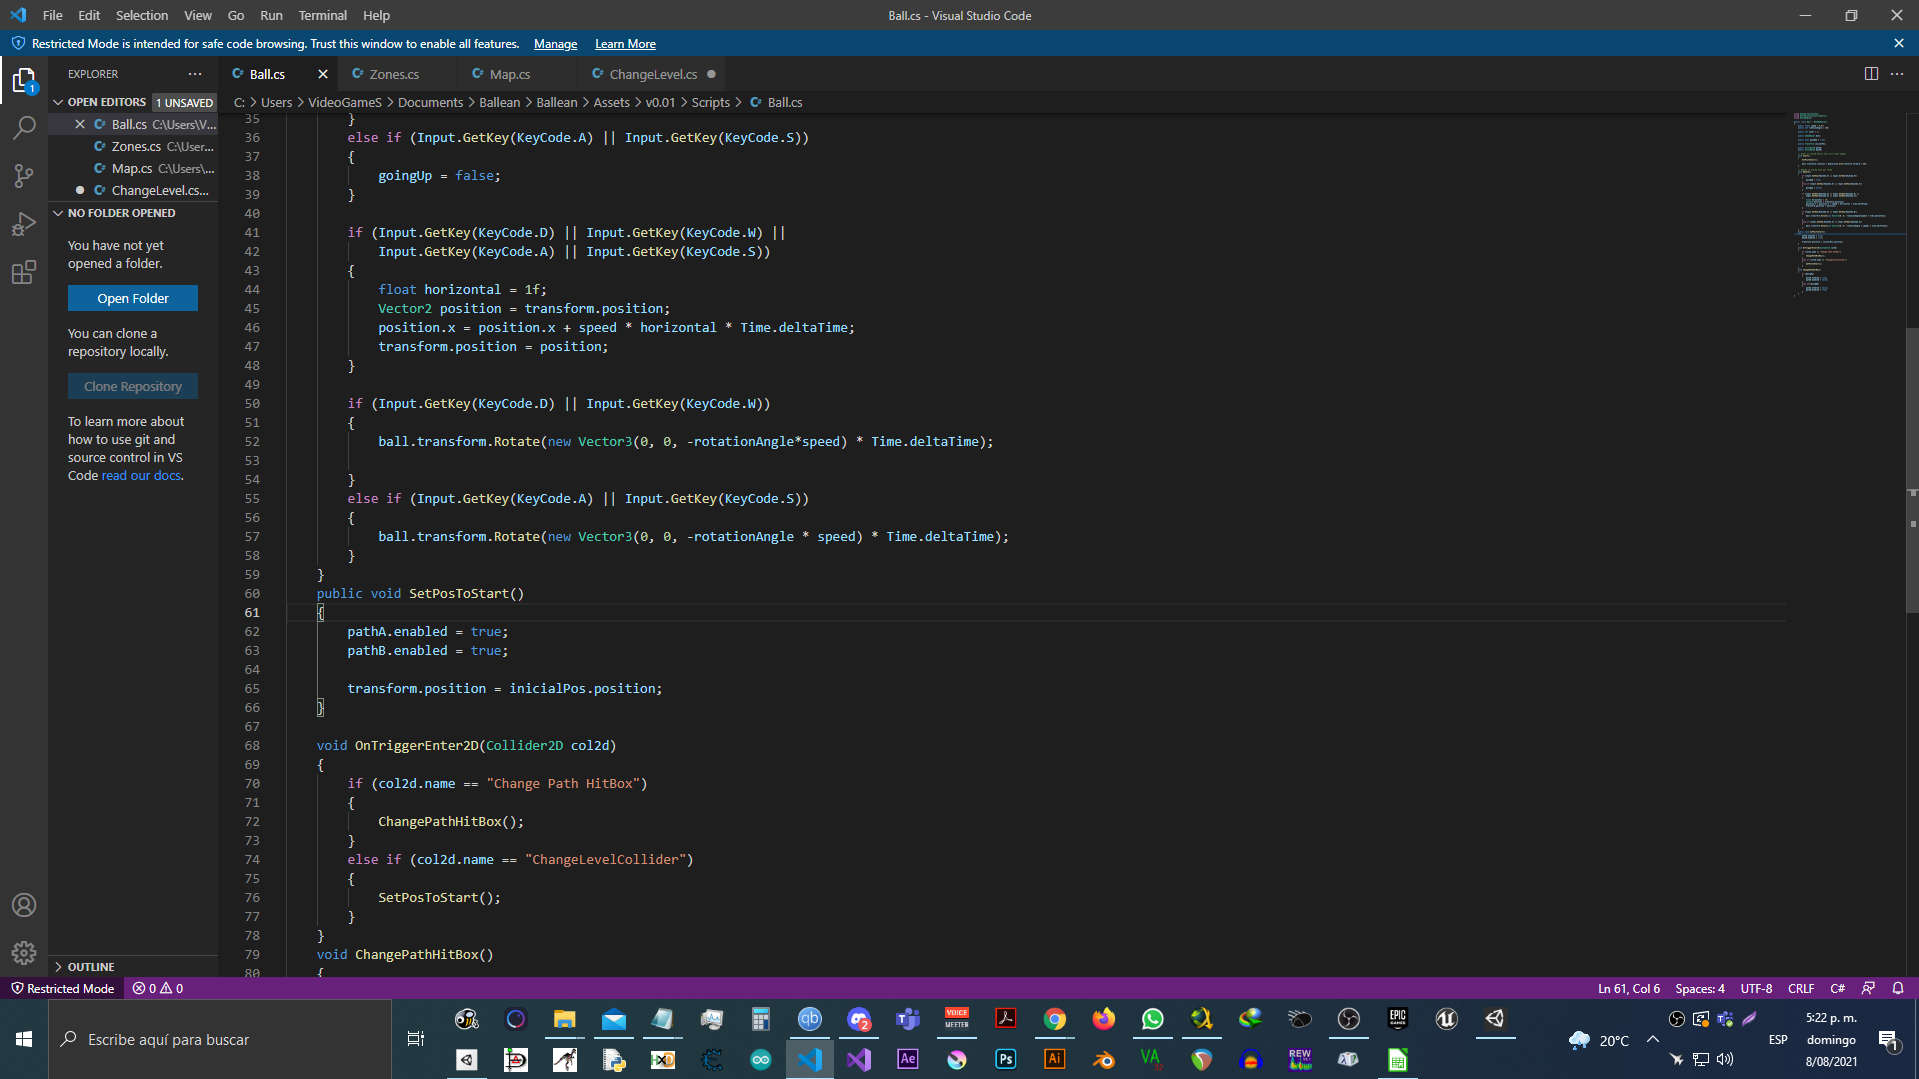 File Edit Selection View Go Run Terminal Help
Ball.cs - Visual Studio Code
Restricted Mode is intended for safe code browsing. Trust this window to enable all features. Manage Learn More
EXPLORER
Ball.cs Zones.cs Map.cs ChangeLevel.cs
OPEN EDITORS 1 UNSAVED
C: > Users > VideoGameS > Documents > Ballean > Ballean > Assets > v0.01 > Scripts > Ball.cs
Ball.cs C:\Users\V...
Zones.cs C:\User...
Map.cs C:\Users\...
ChangeLevel.cs...
NO FOLDER OPENED
You have not yet
opened a folder.
Open Folder
You can clone a
repository locally.
Clone Repository
To learn more about
how to use git and
source control in VS
Code read our docs.
OUTLINE
35 }
36 else if (Input.GetKey(KeyCode.A) || Input.GetKey(KeyCode.S))
37 {
38 goingUp = false;
39 }
40
41 if (Input.GetKey(KeyCode.D) || Input.GetKey(KeyCode.W) ||
42 Input.GetKey(KeyCode.A) || Input.GetKey(KeyCode.S))
43 {
44 float horizontal = 1f;
45 Vector2 position = transform.position;
46 position.x = position.x + speed * horizontal * Time.deltaTime;
47 transform.position = position;
48 }
49
50 if (Input.GetKey(KeyCode.D) || Input.GetKey(KeyCode.W))
51 {
52 ball.transform.Rotate(new Vector3(0, 0, -rotationAngle*speed) * Time.deltaTime);
53
54 }
55 else if (Input.GetKey(KeyCode.A) || Input.GetKey(KeyCode.S))
56 {
57 ball.transform.Rotate(new Vector3(0, 0, -rotationAngle * speed) * Time.deltaTime);
58 }
59 }
60 public void SetPosToStart()
61 {
62 pathA.enabled = true;
63 pathB.enabled = true;
64
65 transform.position = inicialPos.position;
66 }
67
68 void OnTriggerEnter2D(Collider2D col2d)
69 {
70 if (col2d.name == "Change Path HitBox")
71 {
72 ChangePathHitBox();
73 }
74 else if (col2d.name == "ChangeLevelCollider")
75 {
76 SetPosToStart();
77 }
78 }
79 void ChangePathHitBox()
80 {
Restricted Mode 0 0 Ln 61, Col 6 Spaces: 4 UTF-8 CRLF C#
Escribe aquí para buscar
20°C
ESP
5:22 p. m.
domingo
8/08/2021